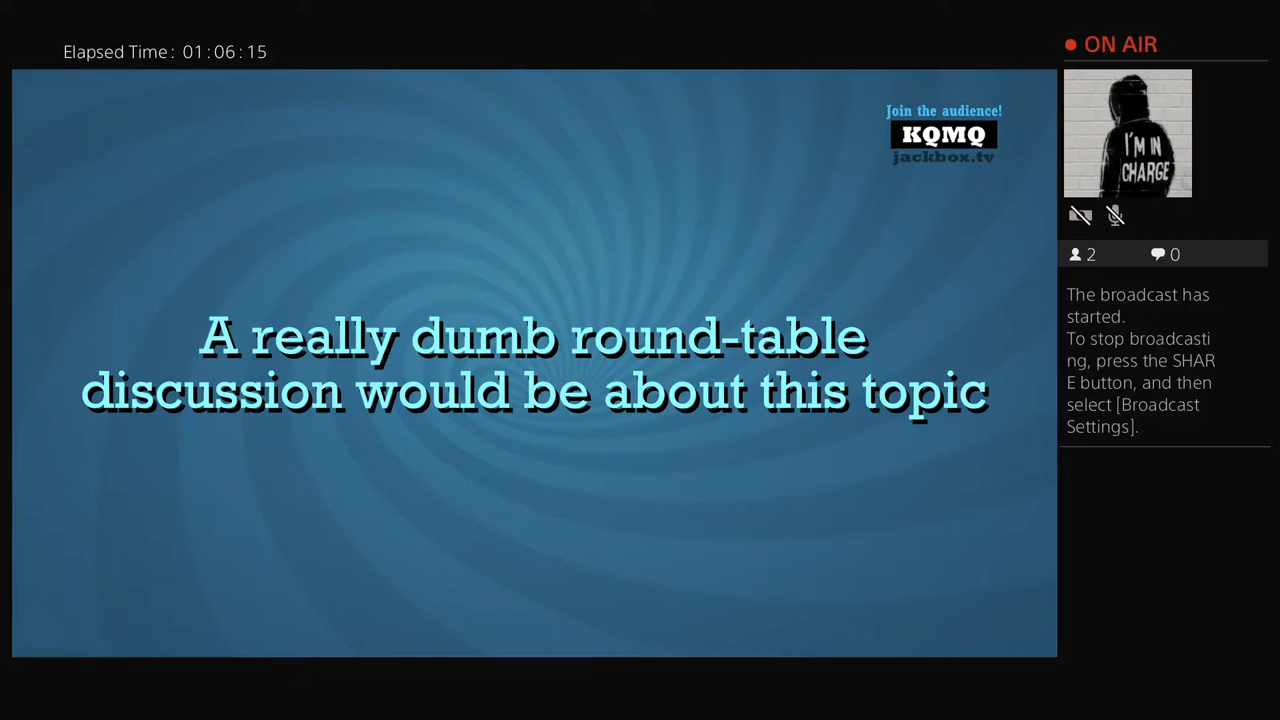 Elapsed Time: 01:06:15
ON AIR
Join the audience!
KQMQ
jackbox.tv
I'M IN
CHARGE
2
0
The broadcast has
started.
To stop broadcasti
ng, press the SHAR
E button, and then
select [Broadcast
Settings].
A really dumb round-table
discussion would be about this topic